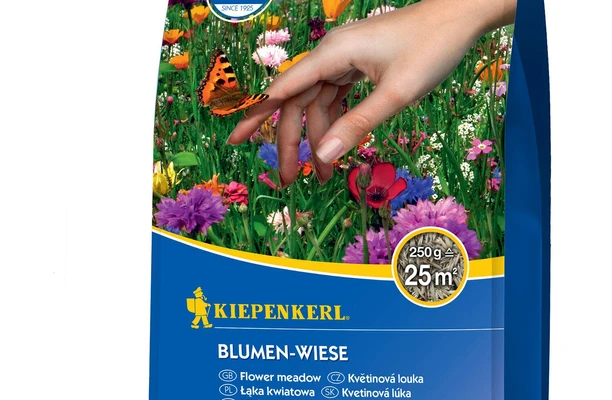 SINCE 1925
250 g ≙
25 m²
KIEPENKERL®
BLUMEN-WIESE
GB Flower meadow CZ Květinová louka
PL Łąka kwiatowa SK Kvetinová lúka